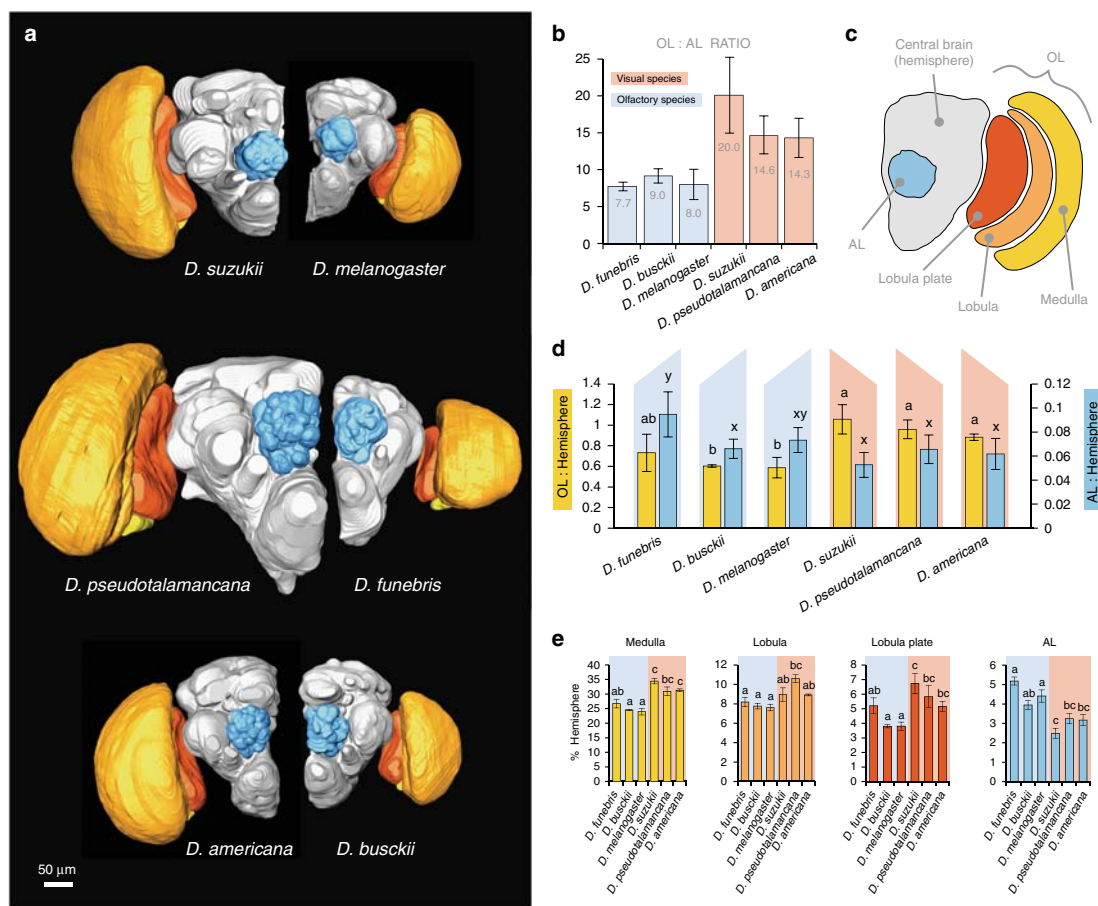 a
D. suzukii
D. melanogaster
D. pseudotalamancana
D. funebris
D. americana
D. busckii
50 μm
b
OL : AL RATIO
25
20
15
10
5
0
Visual species
Olfactory species
7.7
9.0
8.0
20.0
14.6
14.3
D. funebris
D. busckii
D. melanogaster
D. suzukii
D. pseudotalamancana
D. americana
c
Central brain
(hemisphere)
OL
AL
Lobula plate
Lobula
Medulla
d
OL : Hemisphere
1.4
1.2
1
0.8
0.6
0.4
0.2
0
ab
y
b
x
b
xy
a
x
a
x
a
x
0.12
0.10
0.08
0.06
0.04
0.02
0
AL : Hemisphere
D. funebris
D. busckii
D. melanogaster
D. suzukii
D. pseudotalamancana
D. americana
e
% Hemisphere
Medulla
40
35
30
25
20
15
10
5
0
ab
a
a
c
bc
c
D. funebris
D. busckii
D. melanogaster
D. suzukii
D. pseudotalamancana
D. americana
Lobula
12
10
8
6
4
2
0
a
a
a
ab
bc
ab
D. funebris
D. busckii
D. melanogaster
D. suzukii
D. pseudotalamancana
D. americana
Lobula plate
8
7
6
5
4
3
2
1
0
ab
a
a
c
bc
bc
D. funebris
D. busckii
D. melanogaster
D. suzukii
D. pseudotalamancana
D. americana
AL
6
5
4
3
2
1
0
a
ab
a
c
bc
bc
D. funebris
D. busckii
D. melanogaster
D. suzukii
D. pseudotalamancana
D. americana